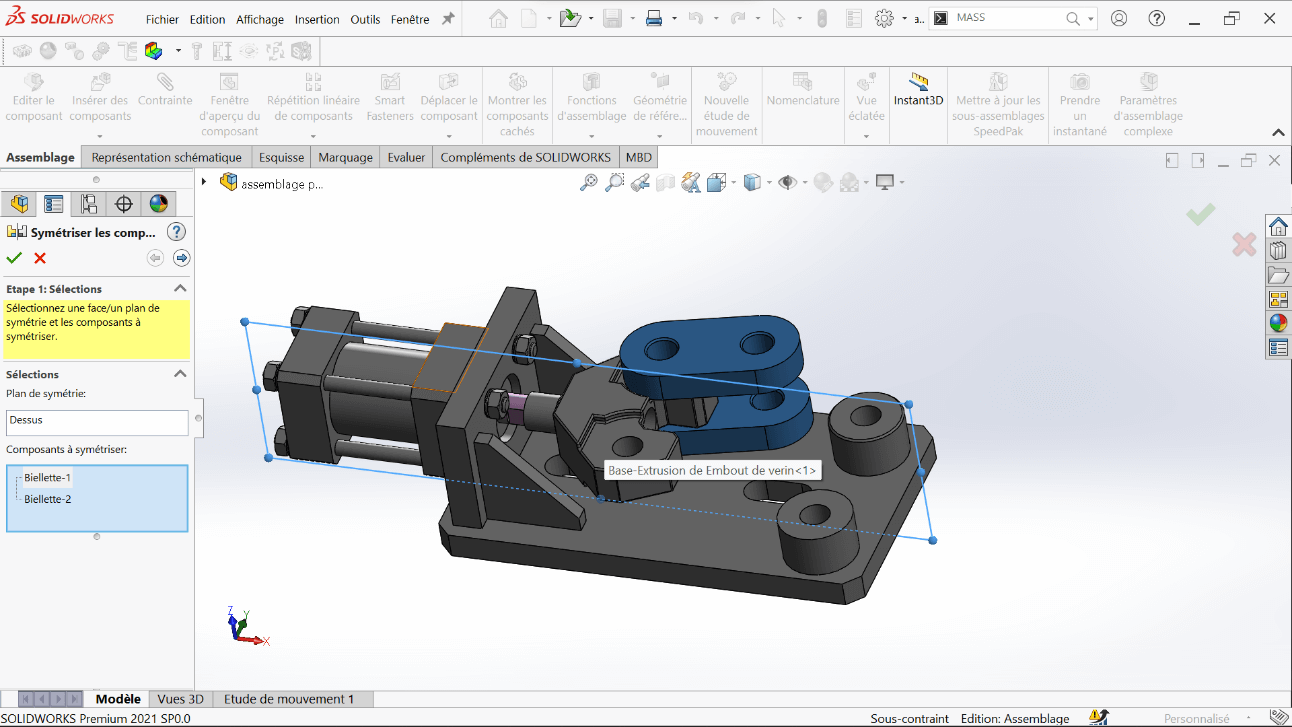 SOLIDWORKS Fichier Edition Affichage Insertion Outils Fenêtre a.. MASS
Editer le composant
Insérer des composants
Contrainte
Fenêtre d'aperçu du composant
Répétition linéaire de composants
Smart Fasteners
Déplacer le composant
Montrer les composants cachés
Fonctions d'assemblage
Géométrie de référe...
Nouvelle étude de mouvement
Nomenclature
Vue éclatée
Instant3D
Mettre à jour les sous-assemblages SpeedPak
Prendre un instantané
Paramètres d'assemblage complexe
Assemblage Représentation schématique Esquisse Marquage Evaluer Compléments de SOLIDWORKS MBD
assemblage p...
Symétriser les comp...
Etape 1: Sélections
Sélectionnez une face/un plan de
symétrie et les composants à
symétriser.
Sélections
Plan de symétrie:
Dessus
Composants à symétriser:
Biellette-1
Biellette-2
Base-Extrusion de Embout de verin<1>
Z
Y
X
Modèle Vues 3D Etude de mouvement 1
SOLIDWORKS Premium 2021 SP0.0 Sous-contraint Edition: Assemblage Personnalisé